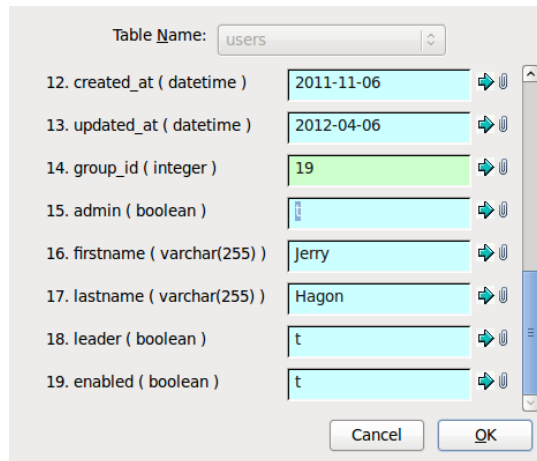 Table Name: users
12. created_at ( datetime ) 2011-11-06
13. updated_at ( datetime ) 2012-04-06
14. group_id ( integer ) 19
15. admin ( boolean ) t
16. firstname ( varchar(255) ) Jerry
17. lastname ( varchar(255) ) Hagon
18. leader ( boolean ) t
19. enabled ( boolean ) t
Cancel OK